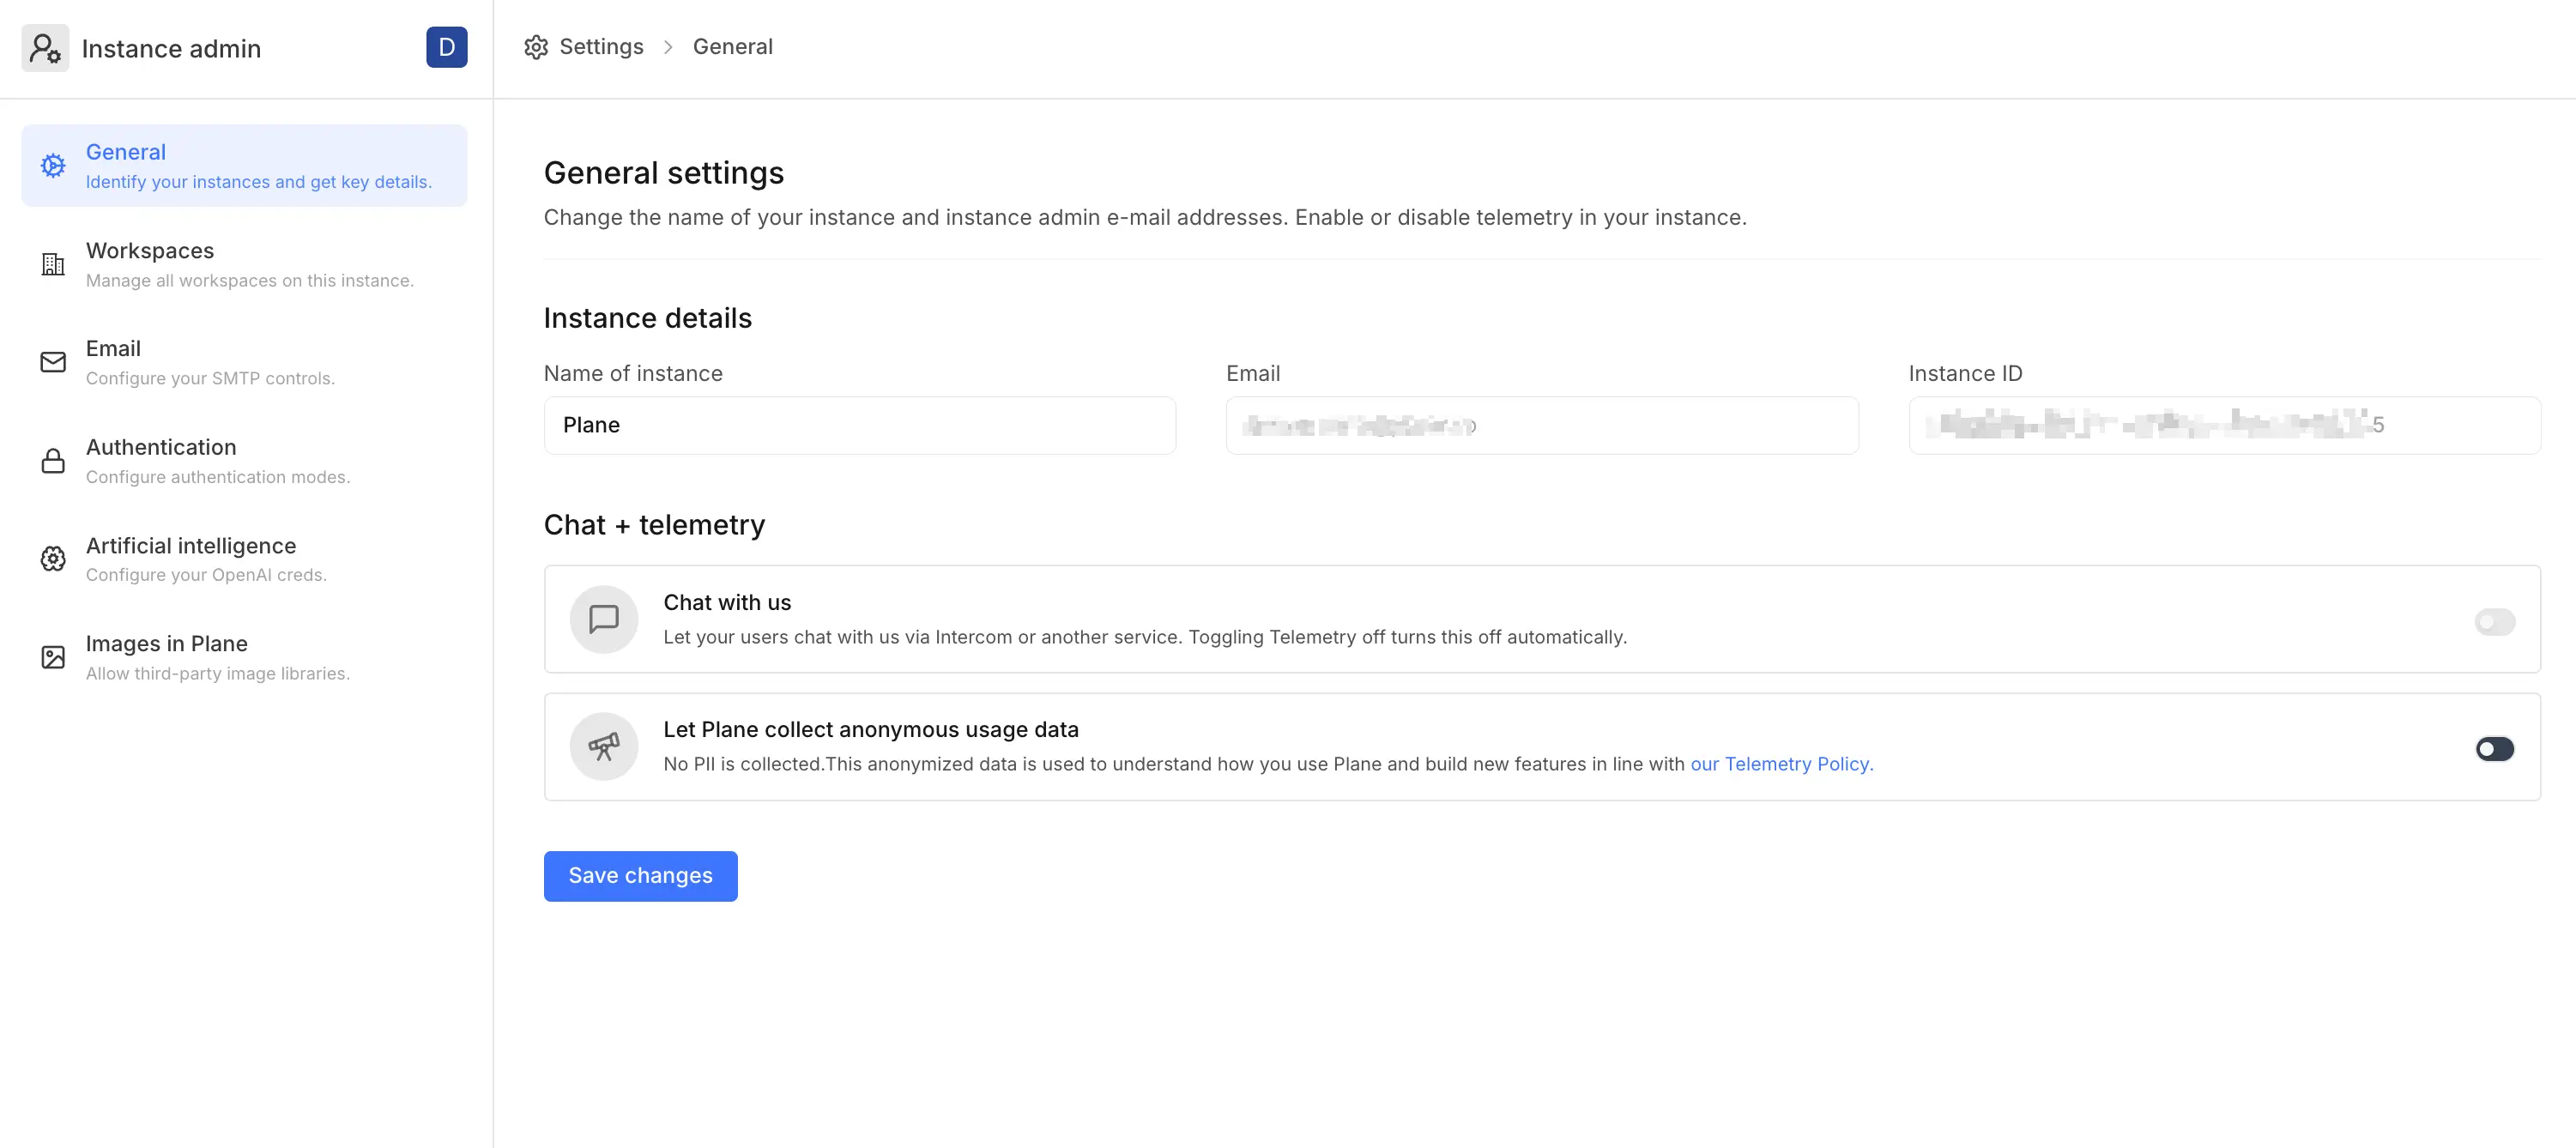 Instance admin
D
Settings
General
General
Identify your instances and get key details.
Workspaces
Manage all workspaces on this instance.
Email
Configure your SMTP controls.
Authentication
Configure authentication modes.
Artificial intelligence
Configure your OpenAI creds.
Images in Plane
Allow third-party image libraries.
General settings
Change the name of your instance and instance admin e-mail addresses. Enable or disable telemetry in your instance.
Instance details
Name of instance
Plane
Email
Instance ID
5
Chat + telemetry
Chat with us
Let your users chat with us via Intercom or another service. Toggling Telemetry off turns this off automatically.
Let Plane collect anonymous usage data
No PII is collected.This anonymized data is used to understand how you use Plane and build new features in line with our Telemetry Policy.
Save changes